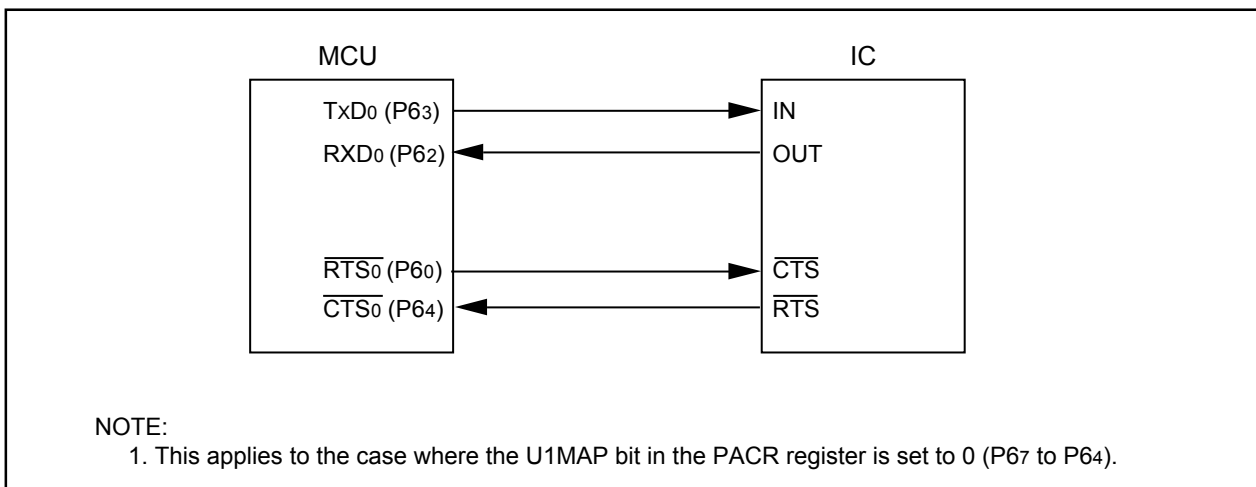 MCU IC
TxD0 (P63) IN
RXD0 (P62) OUT
RTS0 (P60) CTS
CTS0 (P64) RTS
NOTE:
1. This applies to the case where the U1MAP bit in the PACR register is set to 0 (P67 to P64).